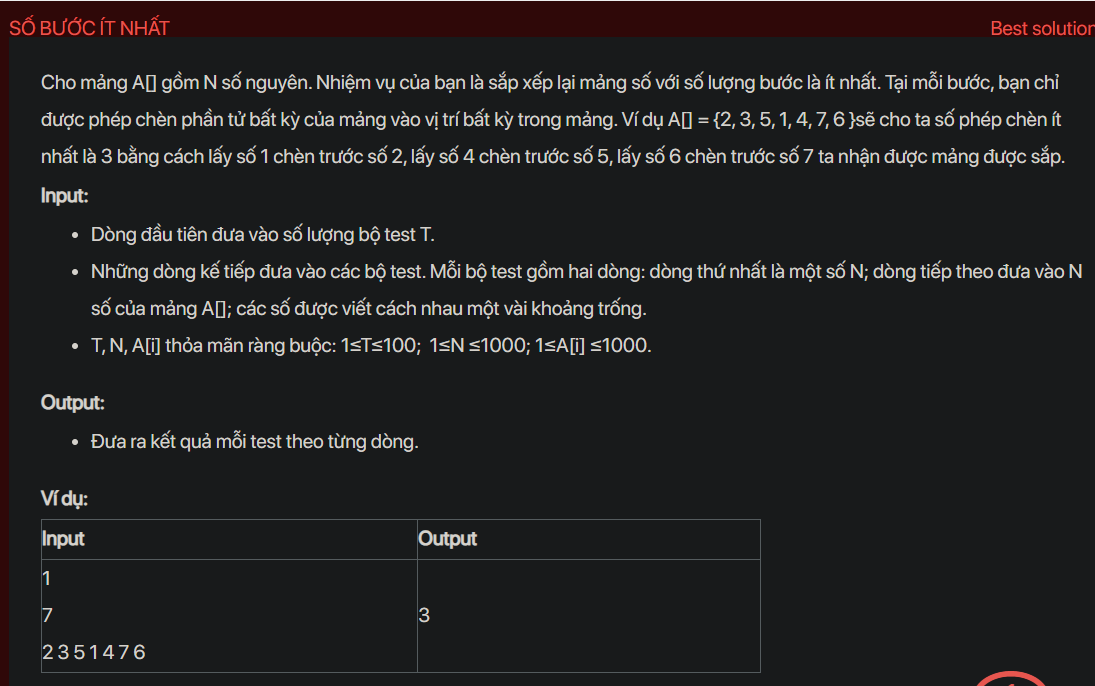 SỐ BƯỚC ÍT NHẤT Best solution
Cho mảng A[] gồm N số nguyên. Nhiệm vụ của bạn là sắp xếp lại mảng số với số lượng bước là ít nhất. Tại mỗi bước, bạn chỉ
được phép chèn phần tử bất kỳ của mảng vào vị trí bất kỳ trong mảng. Ví dụ A[] = {2, 3, 5, 1, 4, 7, 6 }sẽ cho ta số phép chèn ít
nhất là 3 bằng cách lấy số 1 chèn trước số 2, lấy số 4 chèn trước số 5, lấy số 6 chèn trước số 7 ta nhận được mảng được sắp.
Input:
• Dòng đầu tiên đưa vào số lượng bộ test T.
• Những dòng kế tiếp đưa vào các bộ test. Mỗi bộ test gồm hai dòng: dòng thứ nhất là một số N; dòng tiếp theo đưa vào N
số của mảng A[]; các số được viết cách nhau một vài khoảng trống.
• T, N, A[i] thỏa mãn ràng buộc: 1≤T≤100; 1≤N ≤1000; 1≤A[i] ≤1000.
Output:
• Đưa ra kết quả mỗi test theo từng dòng.
Ví dụ:
Input Output
1
7 3
2 3 5 1 4 7 6